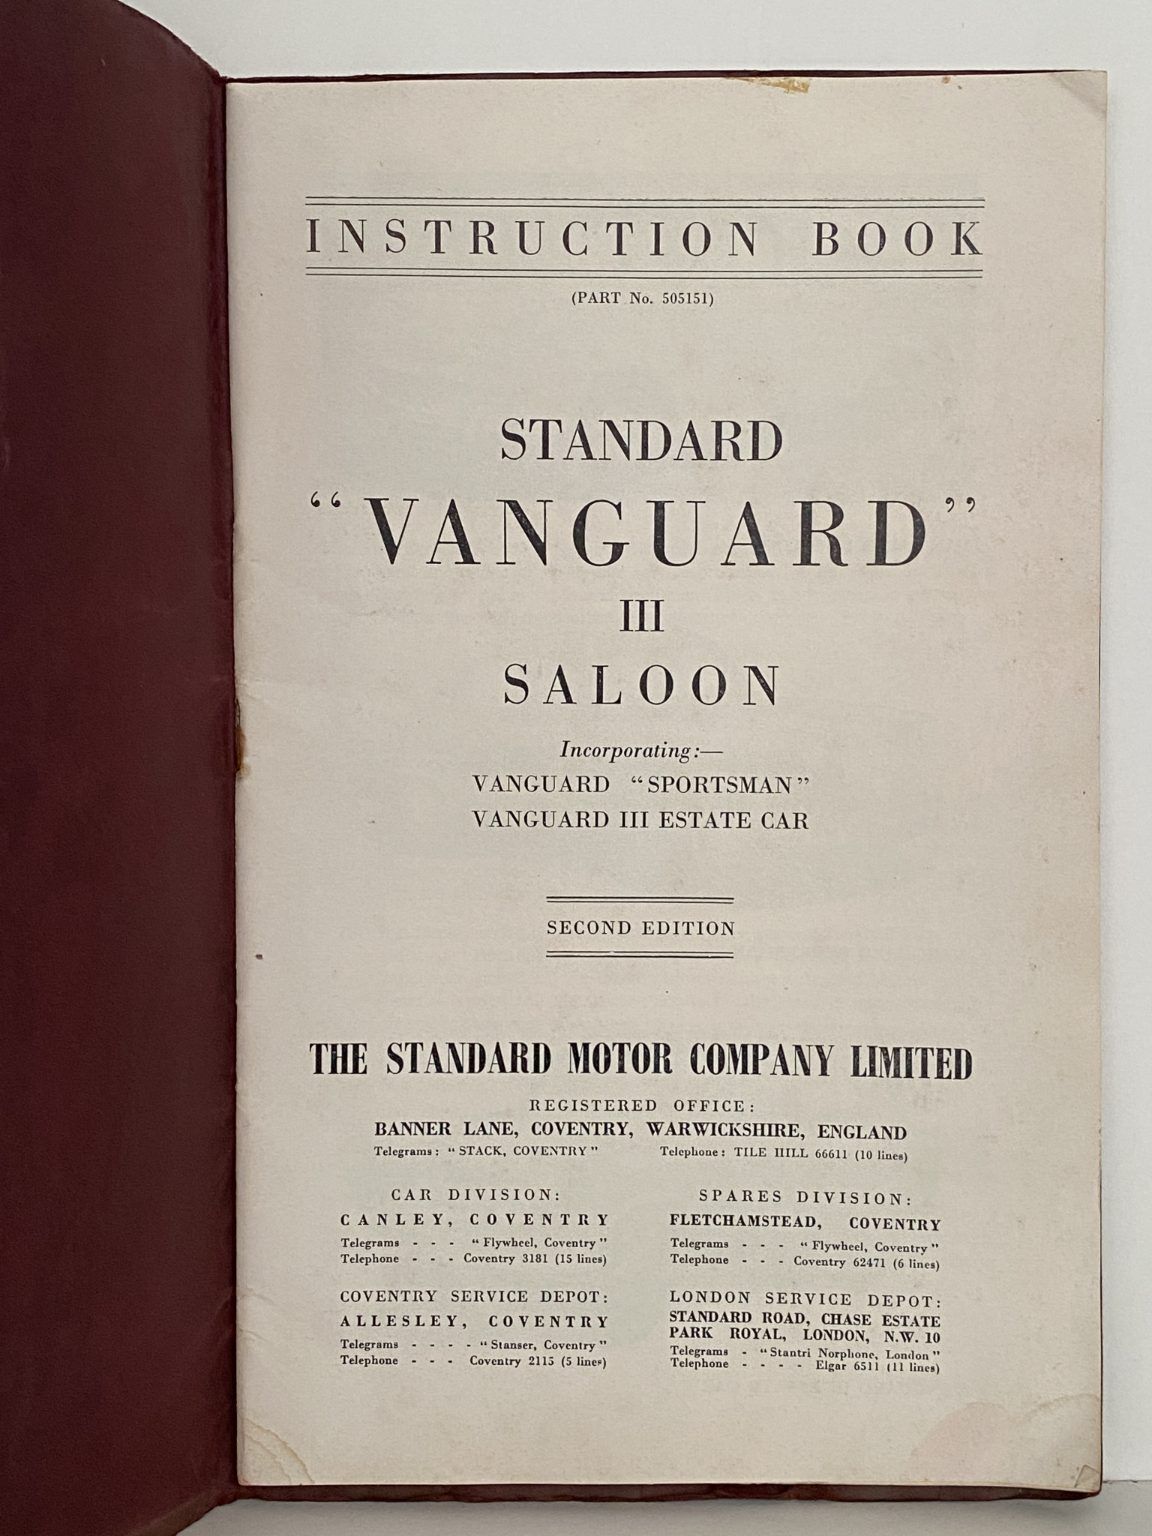 INSTRUCTION BOOK
(PART No. 505151)
STANDARD
“VANGUARD”
III
SALOON
Incorporating:—
VANGUARD “SPORTSMAN”
VANGUARD III ESTATE CAR
SECOND EDITION
THE STANDARD MOTOR COMPANY LIMITED
REGISTERED OFFICE:
BANNER LANE, COVENTRY, WARWICKSHIRE, ENGLAND
Telegrams: “STACK, COVENTRY” Telephone: TILE HILL 66611 (10 lines)
CAR DIVISION:
CANLEY, COVENTRY
Telegrams - - - “Flywheel, Coventry”
Telephone - - - Coventry 3181 (15 lines)
SPARES DIVISION:
FLETCHAMSTEAD, COVENTRY
Telegrams - - - “Flywheel, Coventry”
Telephone - - - Coventry 62471 (6 lines)
COVENTRY SERVICE DEPOT:
ALLESLEY, COVENTRY
Telegrams - - - - “Stanser, Coventry”
Telephone - - - Coventry 2115 (5 lines)
LONDON SERVICE DEPOT:
STANDARD ROAD, CHASE ESTATE
PARK ROYAL, LONDON, N.W. 10
Telegrams - “Stantri Norphone, London”
Telephone - - - - Elgar 6511 (11 lines)